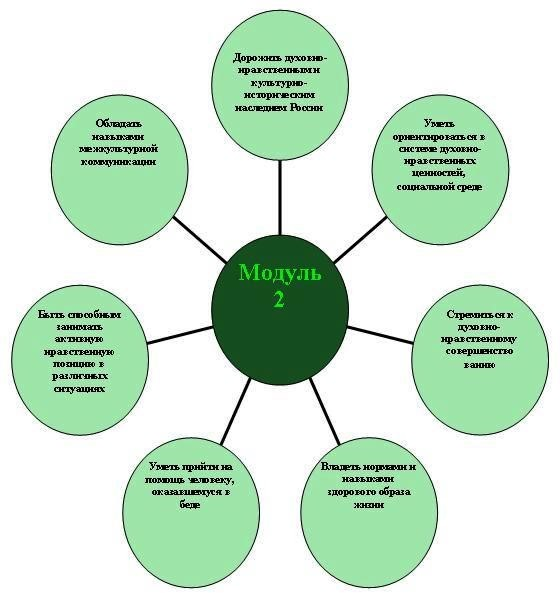 Дорожить духовно-
нравственным и
культурно-
историческим
наследием России
Уметь
ориентироваться в
системе духовно-
нравственных
ценностей,
социальной среде
Стремиться к
духовно-
нравственному
совершенство
ванию
Владеть нормами и
навыками
здорового образа
жизни
Уметь прийти на
помощь человеку,
оказавшемуся в
беде
Быть способным
занимать
активную
нравственную
позицию в
различных
ситуациях
Обладать
навыками
межкультурной
коммуникации
Модуль
2